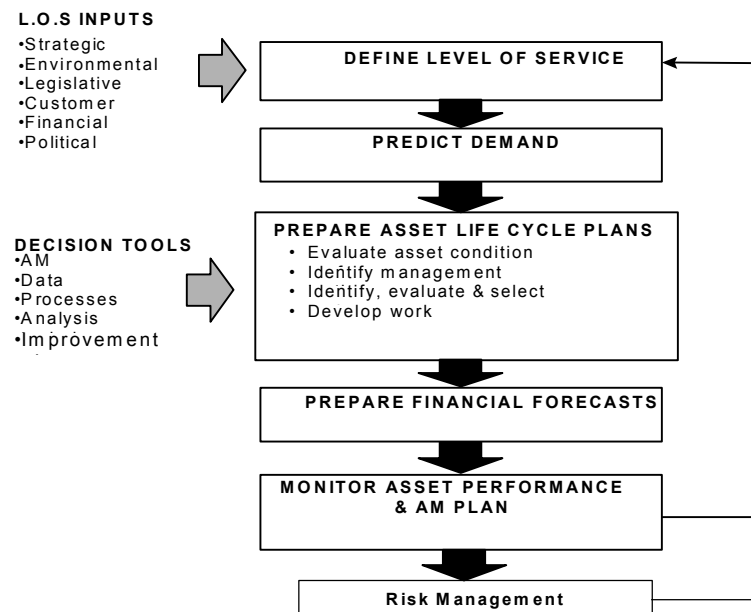 L.O.S INPUTS
•Strategic
•Environmental
•Legislative
•Customer
•Financial
•Political
DEFINE LEVEL OF SERVICE
PREDICT DEMAND
DECISION TOOLS
•AM
•Data
•Processes
•Analysis
•Improvement
PREPARE ASSET LIFE CYCLE PLANS
• Evaluate asset condition
• Identify management
• Identify, evaluate & select
• Develop work
PREPARE FINANCIAL FORECASTS
MONITOR ASSET PERFORMANCE
& AM PLAN
Risk Management